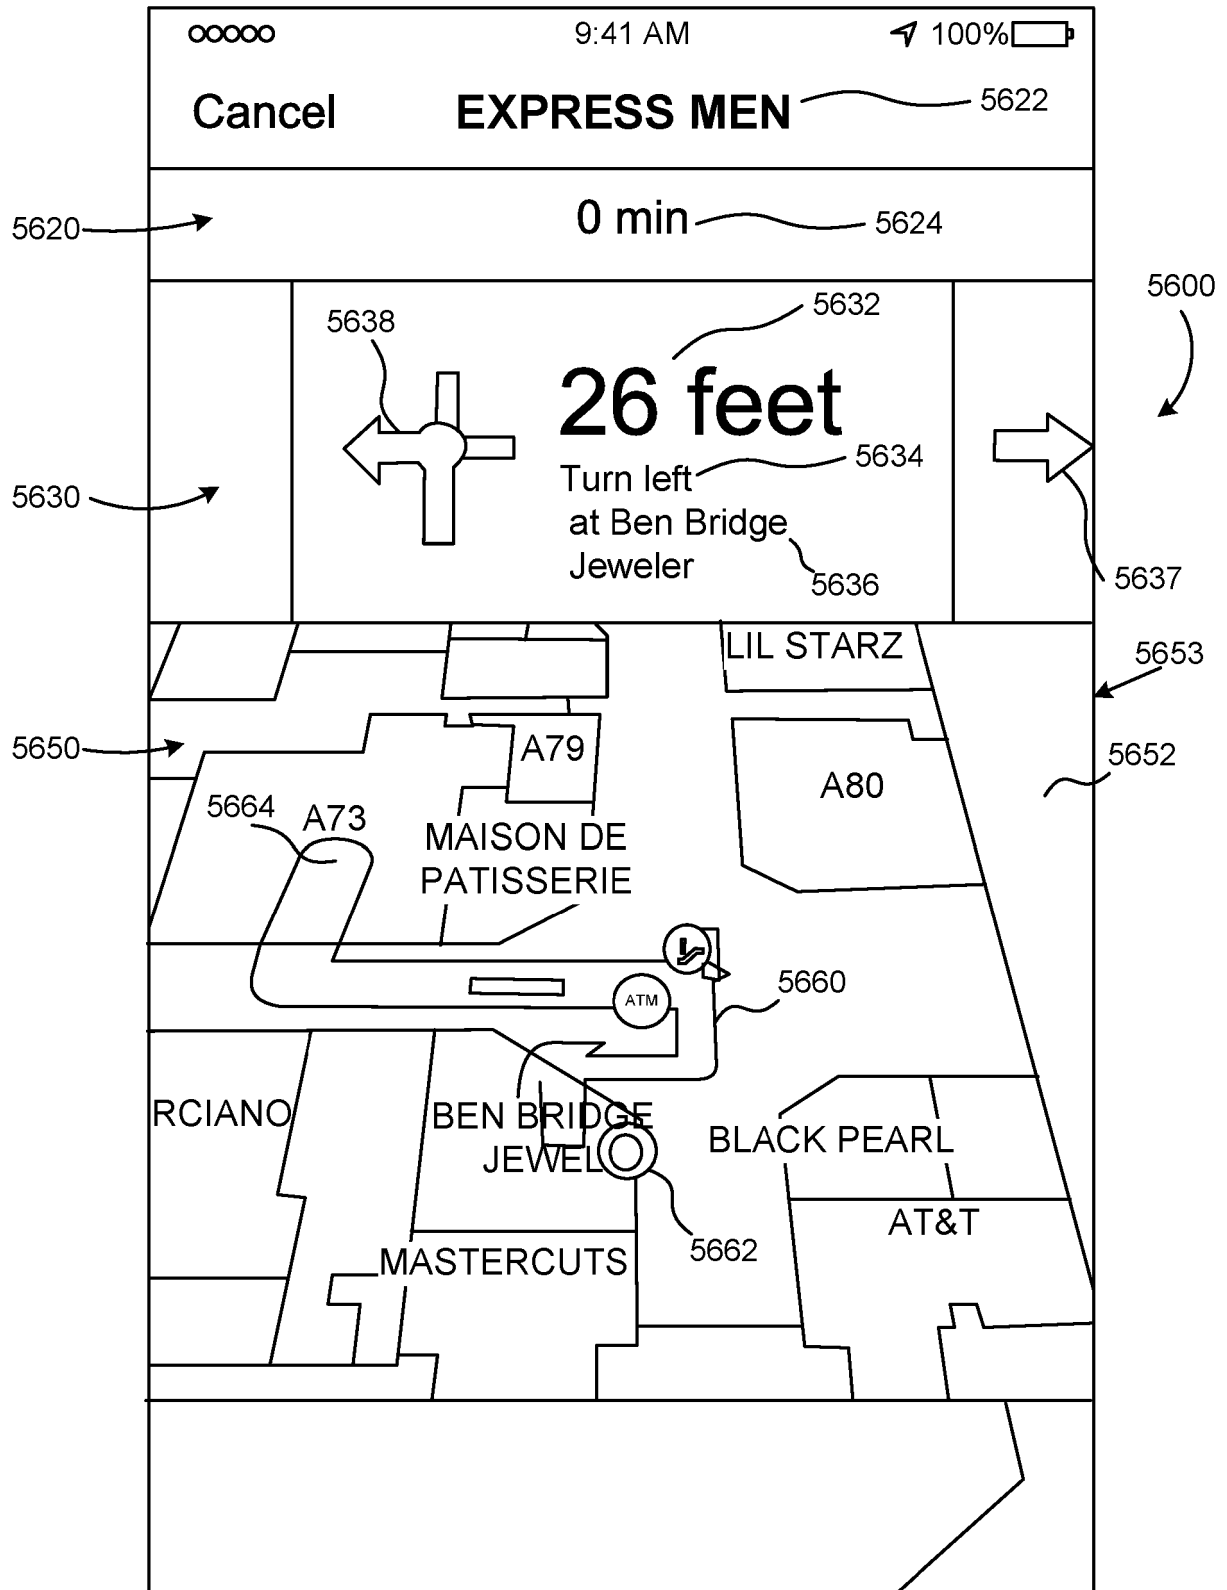 9:41 AM
100%
Cancel
EXPRESS MEN
5622
5620
0 min
5624
5600
5638
5632
26 feet
5634
5630
Turn left
at Ben Bridge
Jeweler
5636
5637
LIL STARZ
5653
5650
A79
5652
A80
5664
A73
MAISON DE
PATISSERIE
5660
ATM
RCIANO
BEN BRIDGE
JEWEL
BLACK PEARL
AT&T
5662
MASTERCUTS